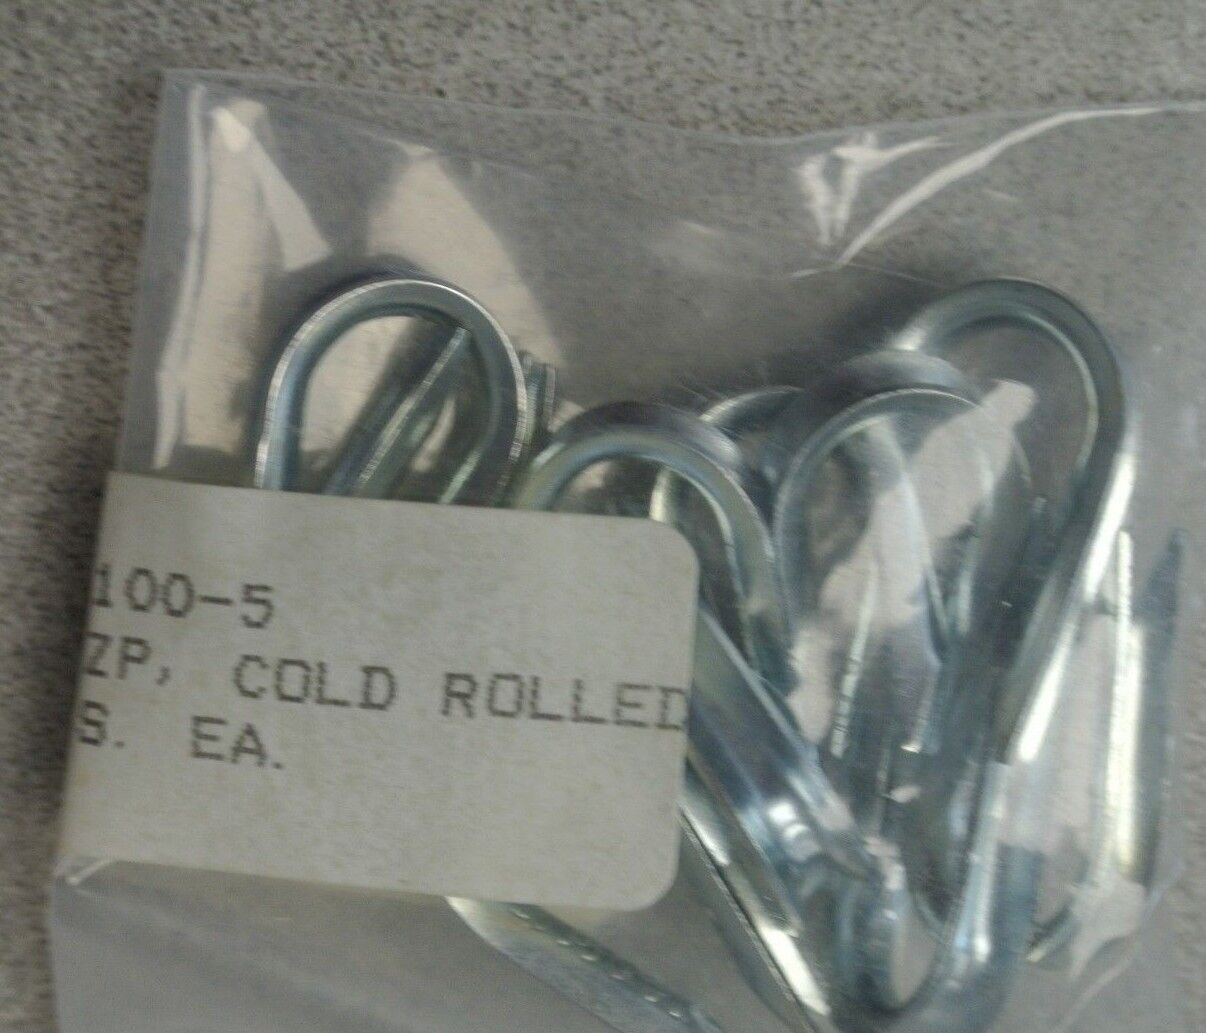 100-5
ZP, COLD ROLLED
S. EA.